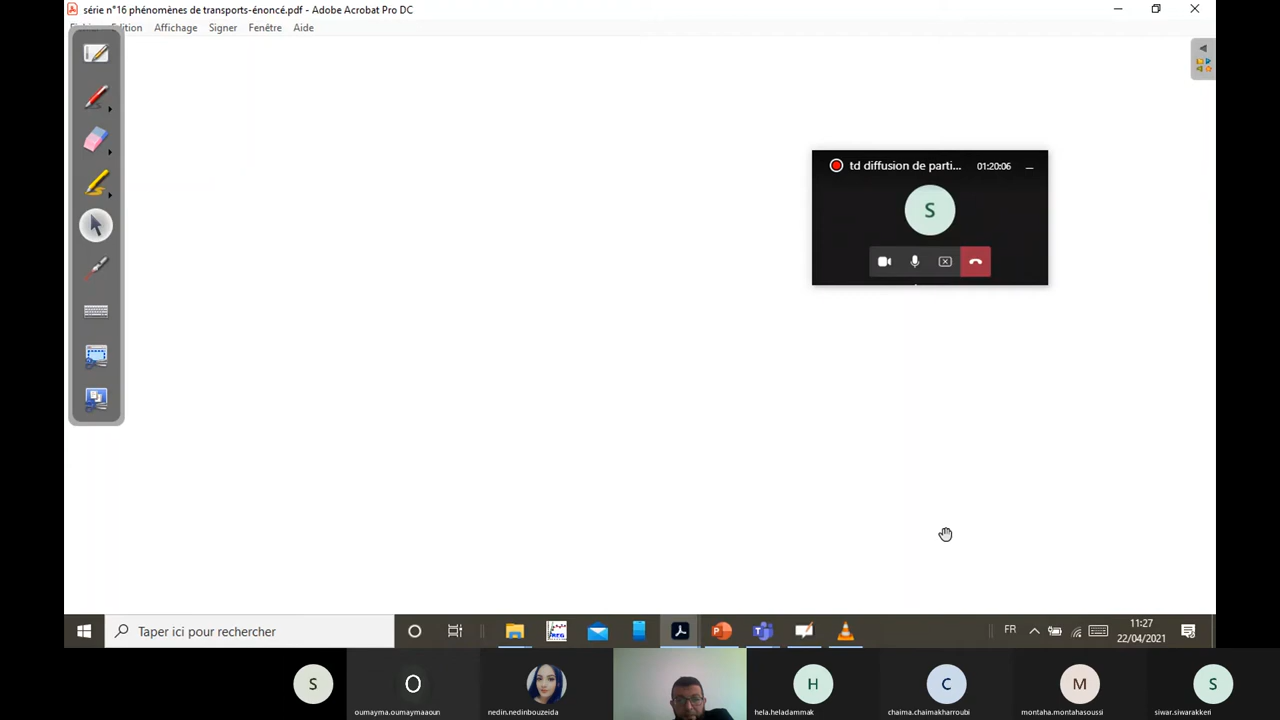 série n°16 phénomènes de transports-énoncé.pdf - Adobe Acrobat Pro DC
Edition Affichage Signer Fenêtre Aide
td diffusion de parti... 01:20:06
S
Taper ici pour rechercher
FR
11:27
22/04/2021
S
O
H
C
M
S
oumayma.oumaymaaoun
nedin.nedinbouzeida
hela.heladammak
chaima.chaimakharroubi
montaha.montahasoussi
siwar.siwarakkeri